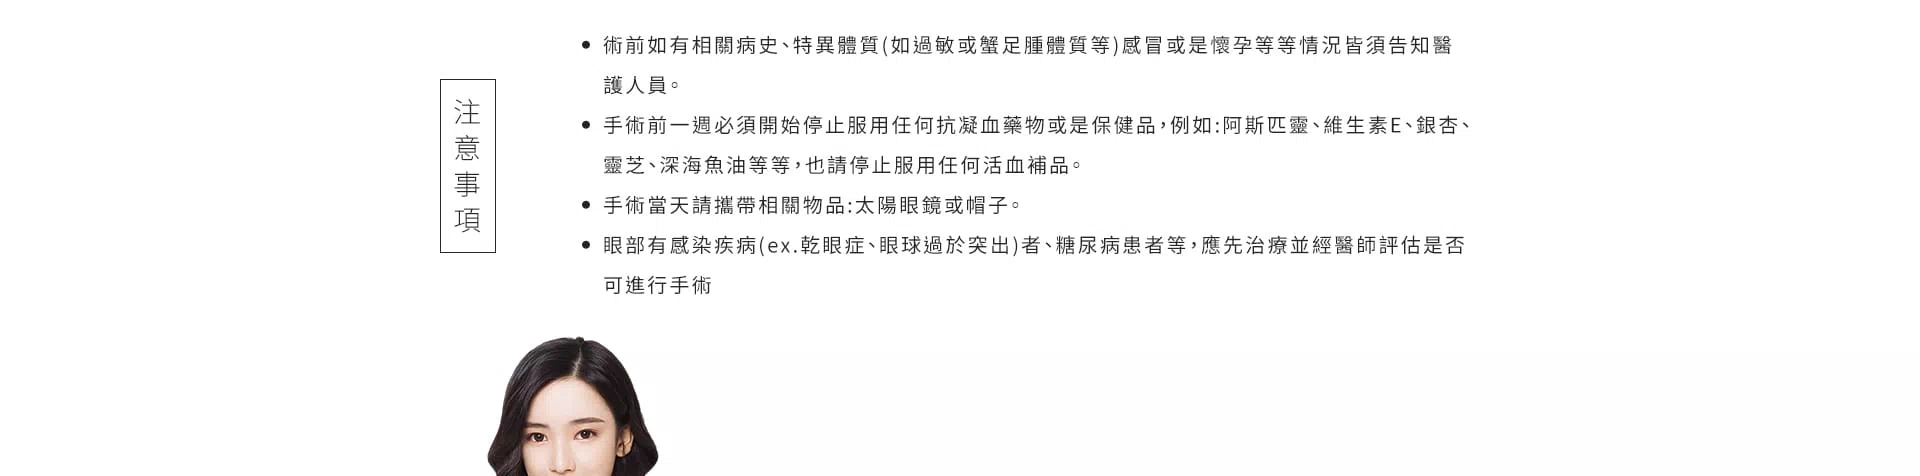 注意事項
術前如有相關病史、特異體質(如過敏或蟹足腫體質等)感冒或是懷孕等等情況皆須告知醫
護人員。
手術前一週必須開始停止服用任何抗凝血藥物或是保健品,例如:阿斯匹靈、維生素E、銀杏、
靈芝、深海魚油等等,也請停止服用任何活血補品。
手術當天請攜帶相關物品:太陽眼鏡或帽子。
眼部有感染疾病(ex.乾眼症、眼球過於突出)者、糖尿病患者等,應先治療並經醫師評估是否
可進行手術